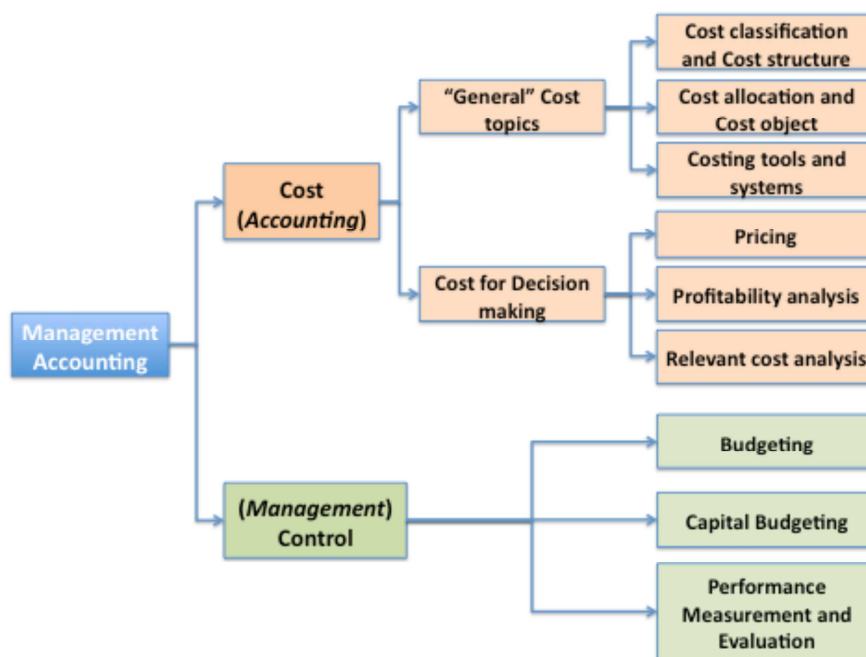 Cost classification
and Cost structure
“General” Cost
topics
Cost allocation and
Cost object
Costing tools and
systems
Cost
(Accounting)
Pricing
Cost for Decision
making
Profitability analysis
Relevant cost analysis
Management
Accounting
Budgeting
(Management)
Control
Capital Budgeting
Performance
Measurement and
Evaluation